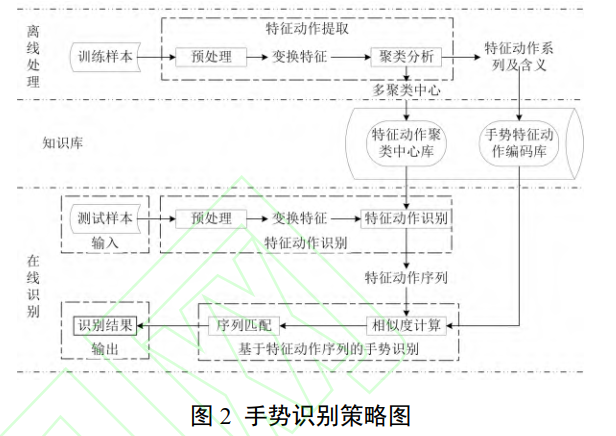 离线处理
特征动作提取
训练样本
预处理
变换特征
聚类分析
特征动作系
列及含义
多聚类中心
知识库
特征动作聚
类中心库
手势特征动
作编码库
在线识别
测试样本
输入
预处理
变换特征
特征动作识别
特征动作识别
特征动作序列
识别结果
输出
序列匹配
相似度计算
基于特征动作序列的手势识别
图 2 手势识别策略图